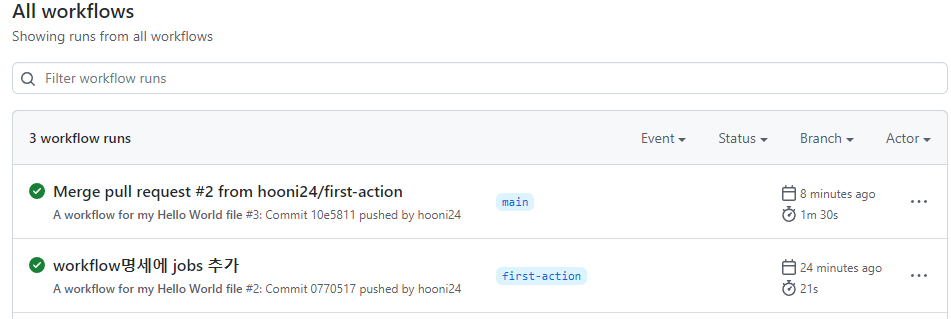 All workflows
Showing runs from all workflows
Filter workflow runs
3 workflow runs Event Status Branch Actor
Merge pull request #2 from hooni24/first-action
A workflow for my Hello World file #3: Commit 10e5811 pushed by hooni24
main
8 minutes ago
1m 30s
workflow명세에 jobs 추가
A workflow for my Hello World file #2: Commit 0770517 pushed by hooni24
first-action
24 minutes ago
21s